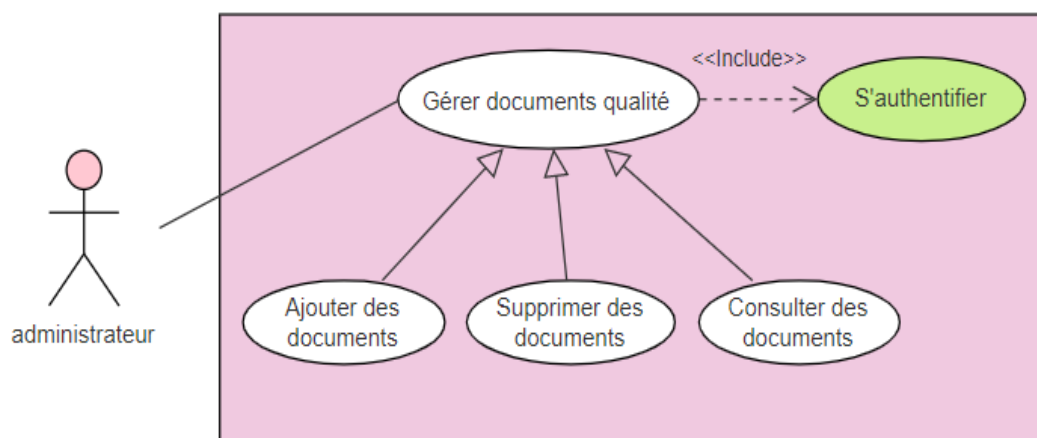 <<Include>>
Gérer documents qualité
S'authentifier
administrateur
Ajouter des
documents
Supprimer des
documents
Consulter des
documents